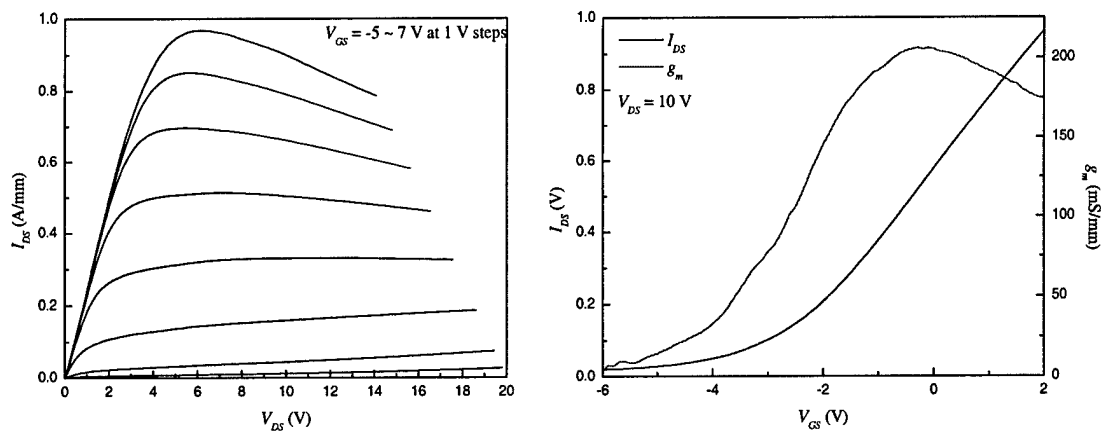 V_GS = -5 ~ 7 V at 1 V steps
I_DS (A/mm)
1.0
0.8
0.6
0.4
0.2
0.0
0 2 4 6 8 10 12 14 16 18 20
V_DS (V)
I_DS
g_m
V_DS = 10 V
I_DS (V)
1.0
0.8
0.6
0.4
0.2
0.0
-6 -4 -2 0 2
V_GS (V)
200
150
100
50
0
g_m (mS/mm)